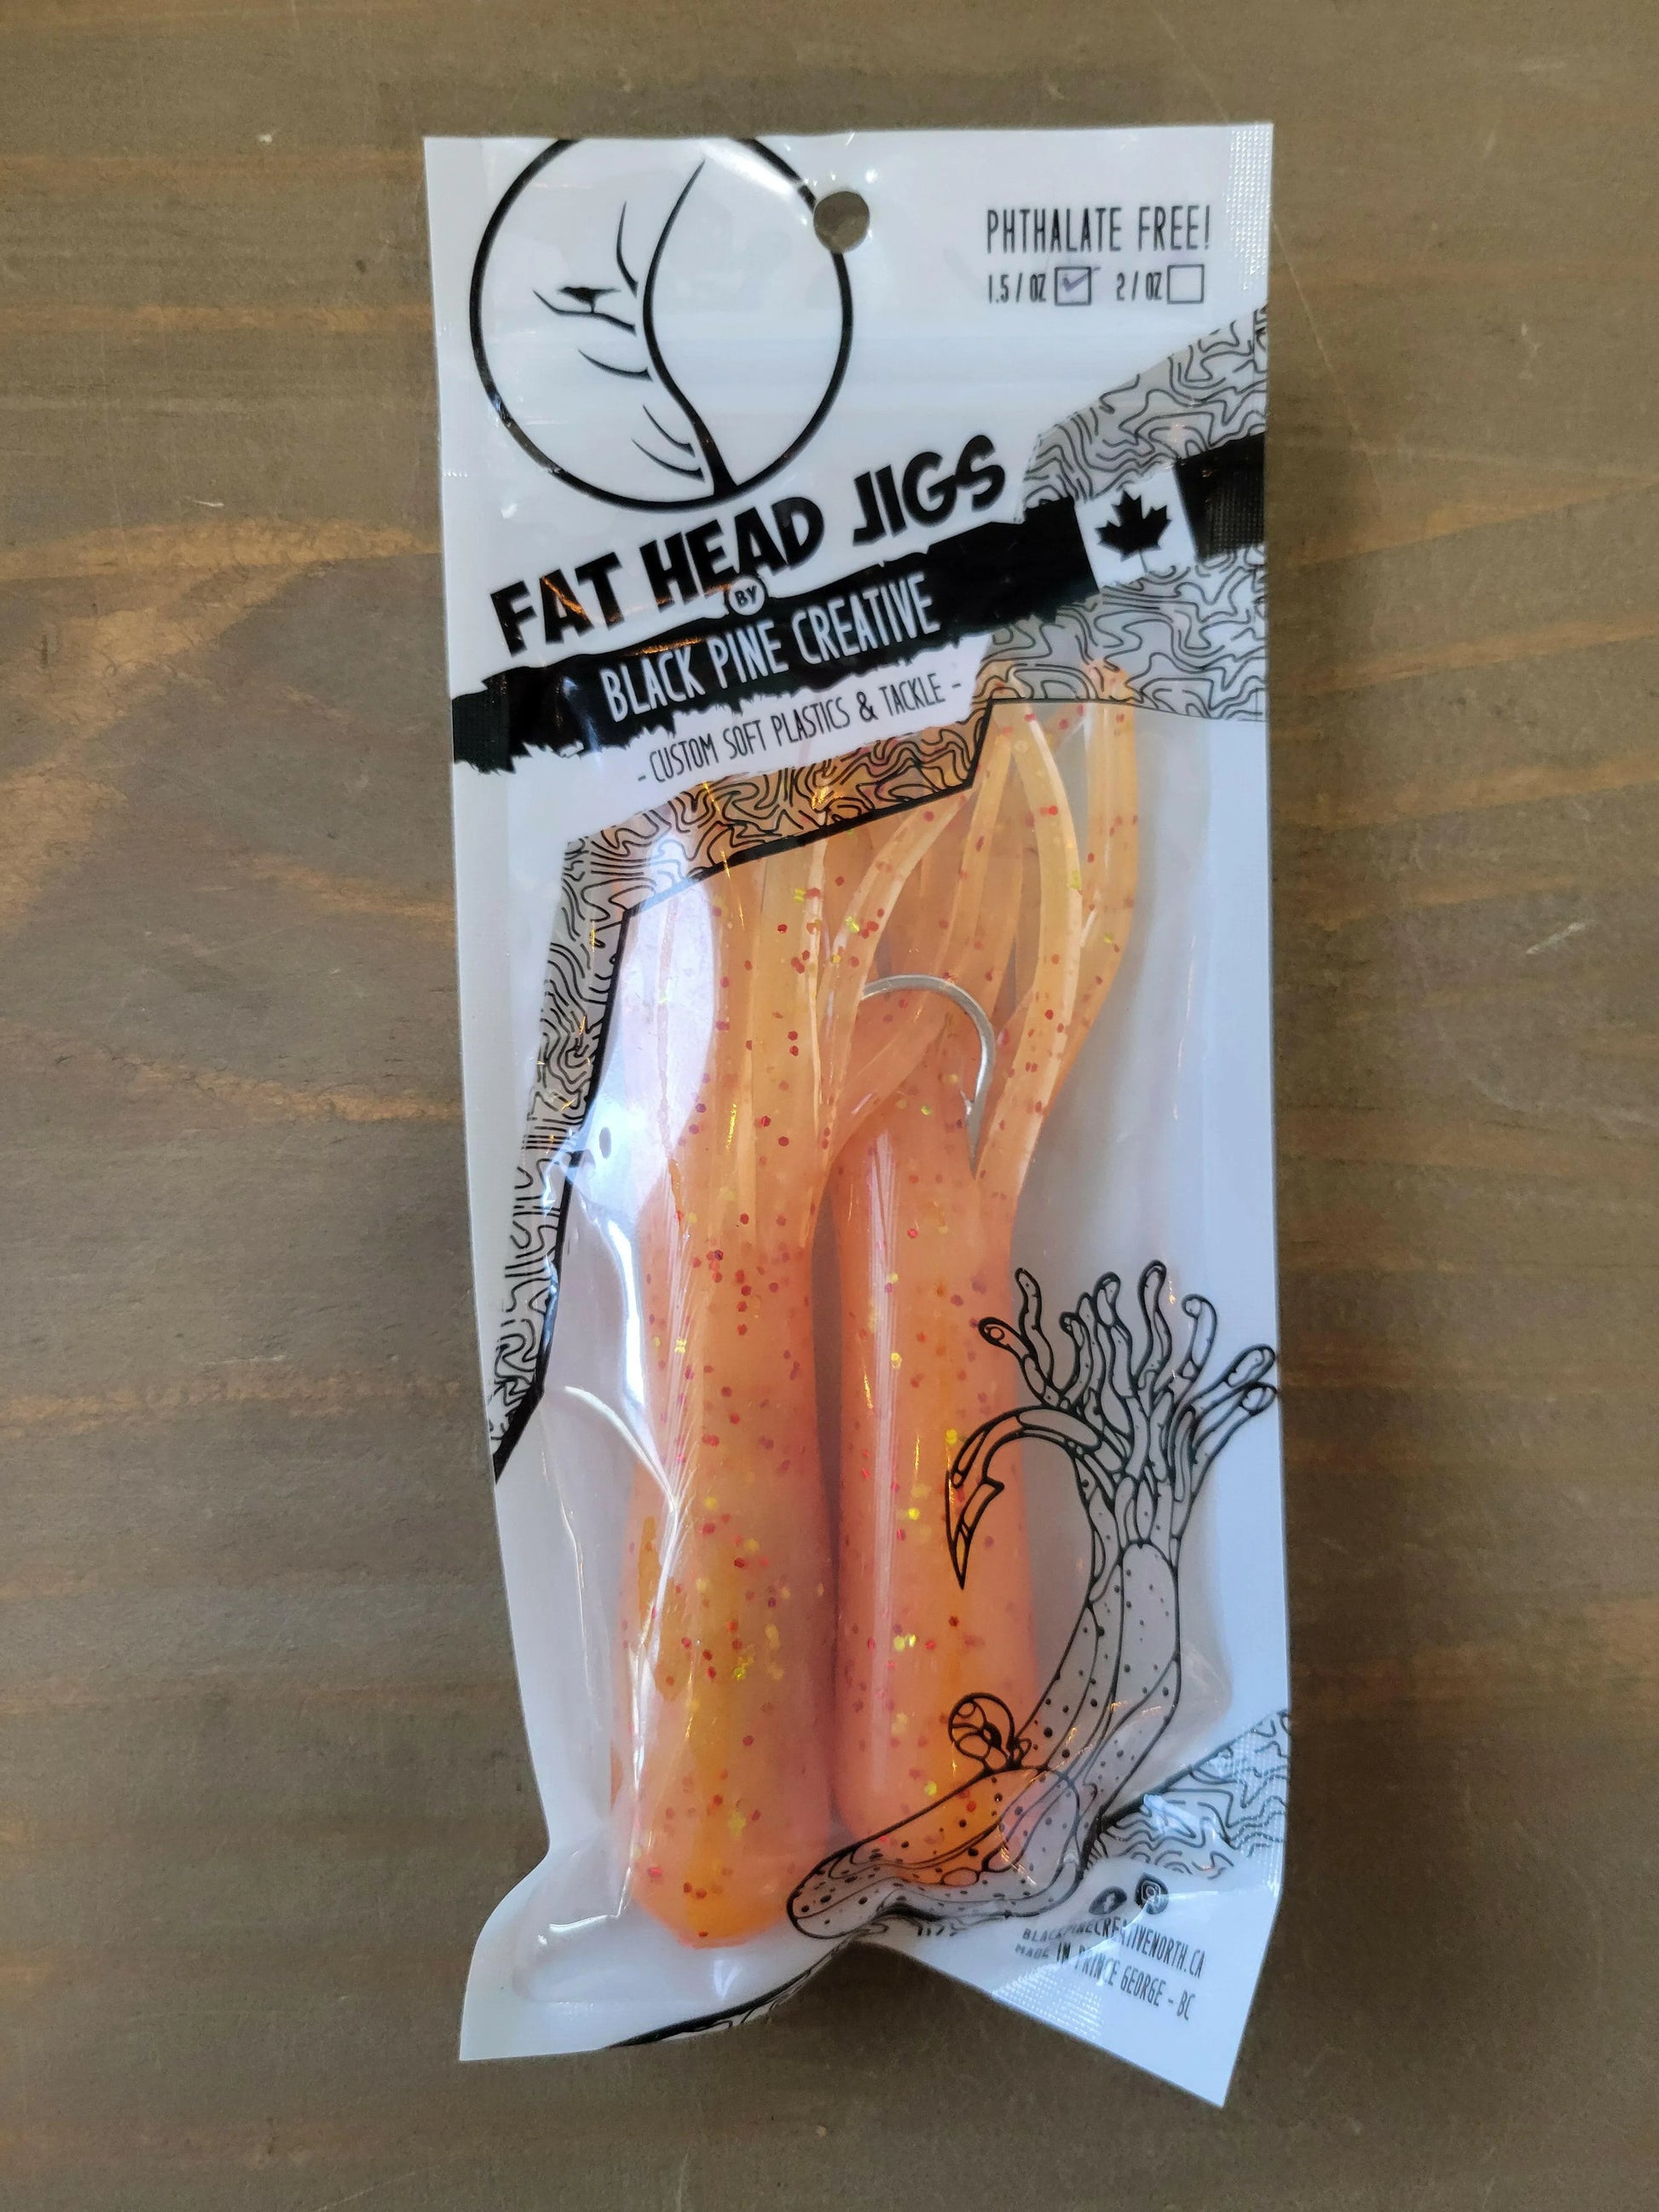 PHTHALATE FREE!
1.5 / OZ 2 / OZ
FAT HEAD JIGS
BY
BLACK PINE CREATIVE
- CUSTOM SOFT PLASTICS & TACKLE -
BLACKPINECREATIVENORTH.CA
MADE IN PRINCE GEORGE - BC